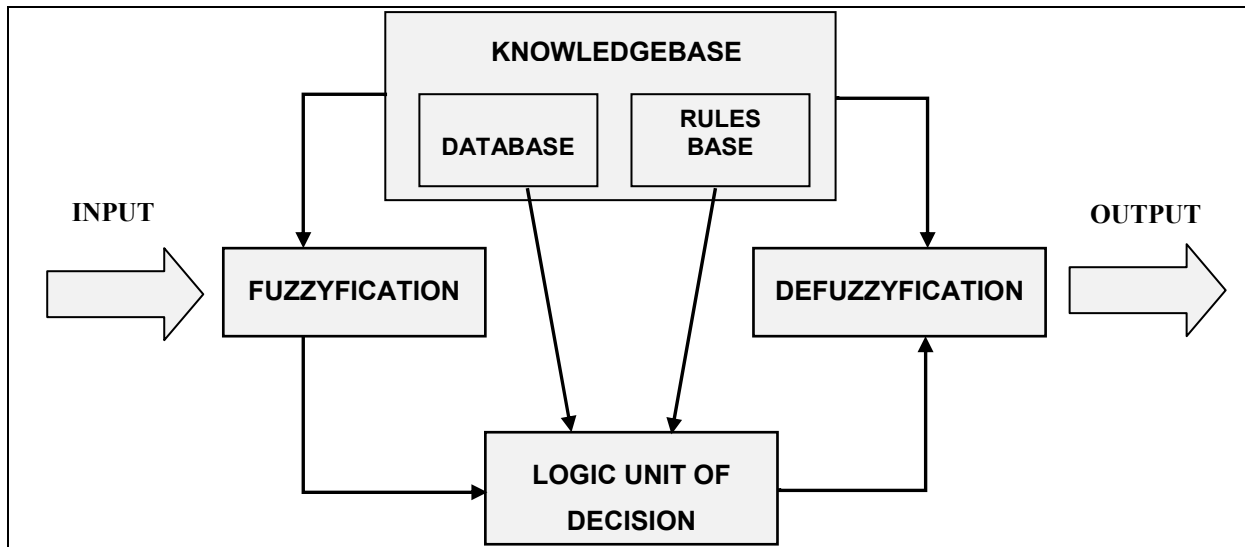 KNOWLEDGEBASE
DATABASE
RULES
BASE
INPUT
OUTPUT
FUZZYFICATION
DEFUZZYFICATION
LOGIC UNIT OF
DECISION